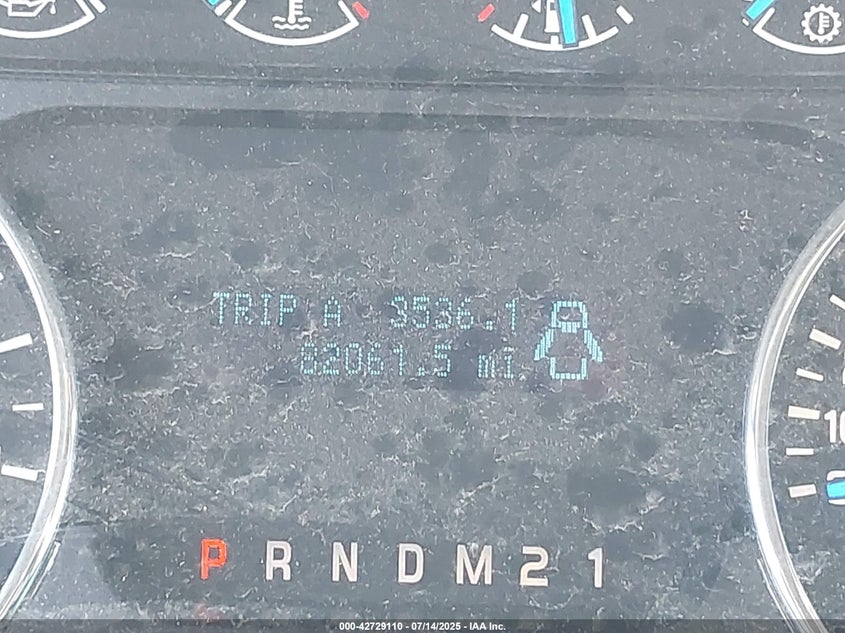 TRIP A 3536.1
82061.5 mi
P R N D M 2 1
000-42729110 - 07/14/2025 - IAA Inc.